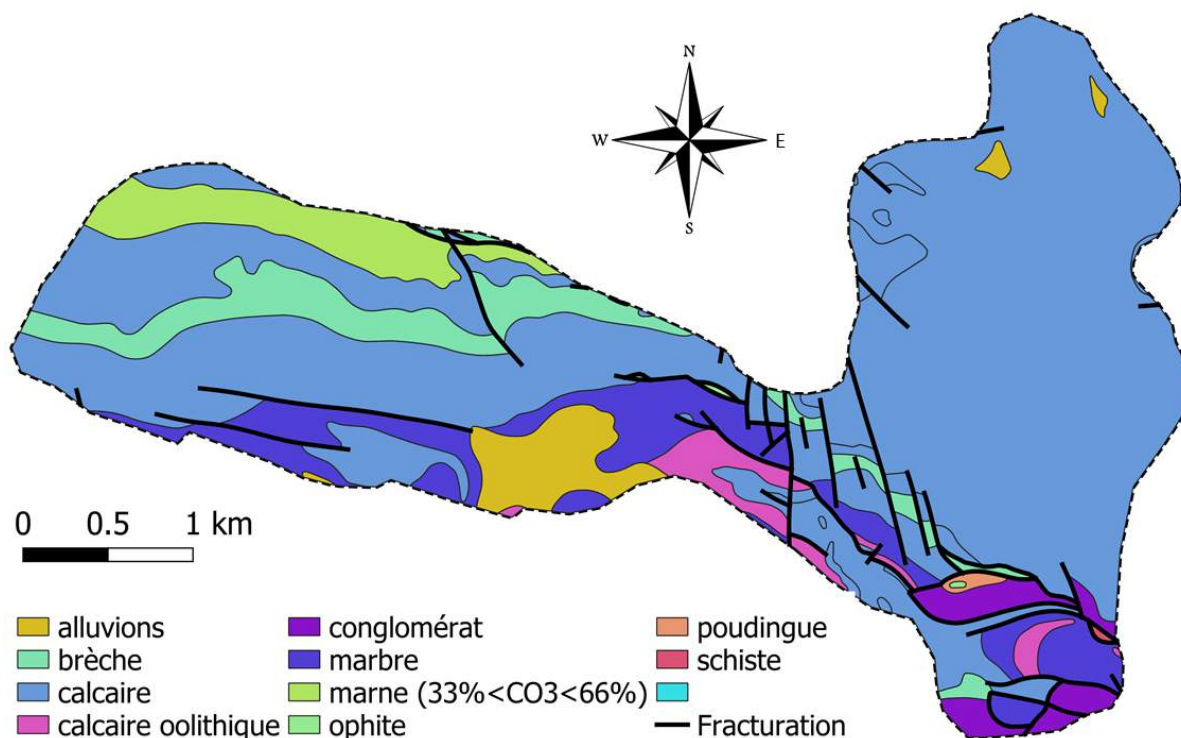 N
W E
S
0 0.5 1 km
alluvions conglomérat poudingue
brèche marbre schiste
calcaire marne (33%<CO3<66%)
calcaire oolithique ophite Fracturation